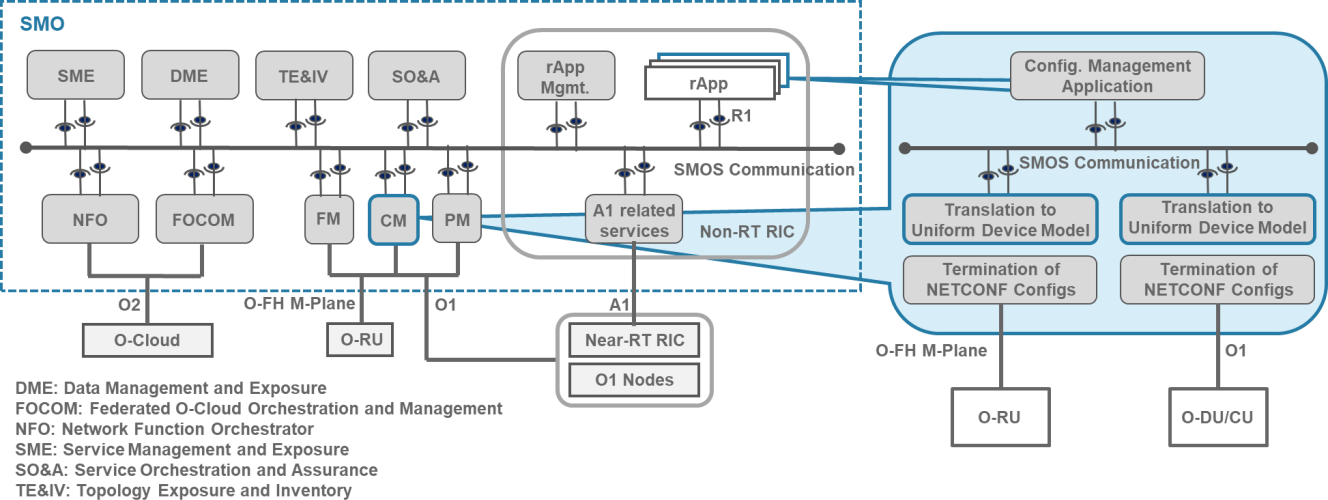 SMO
SME
DME
TE&IV
SO&A
rApp
Mgmt.
rApp
R1
SMOS Communication
NFO
FOCOM
FM
CM
PM
A1 related
services
Non-RT RIC
O2
O-FH M-Plane
O1
A1
O-Cloud
O-RU
Near-RT RIC
O1 Nodes
Config. Management
Application
SMOS Communication
Translation to
Uniform Device Model
Translation to
Uniform Device Model
Termination of
NETCONF Configs
Termination of
NETCONF Configs
O-FH M-Plane
O1
O-RU
O-DU/CU
DME: Data Management and Exposure
FOCOM: Federated O-Cloud Orchestration and Management
NFO: Network Function Orchestrator
SME: Service Management and Exposure
SO&A: Service Orchestration and Assurance
TE&IV: Topology Exposure and Inventory